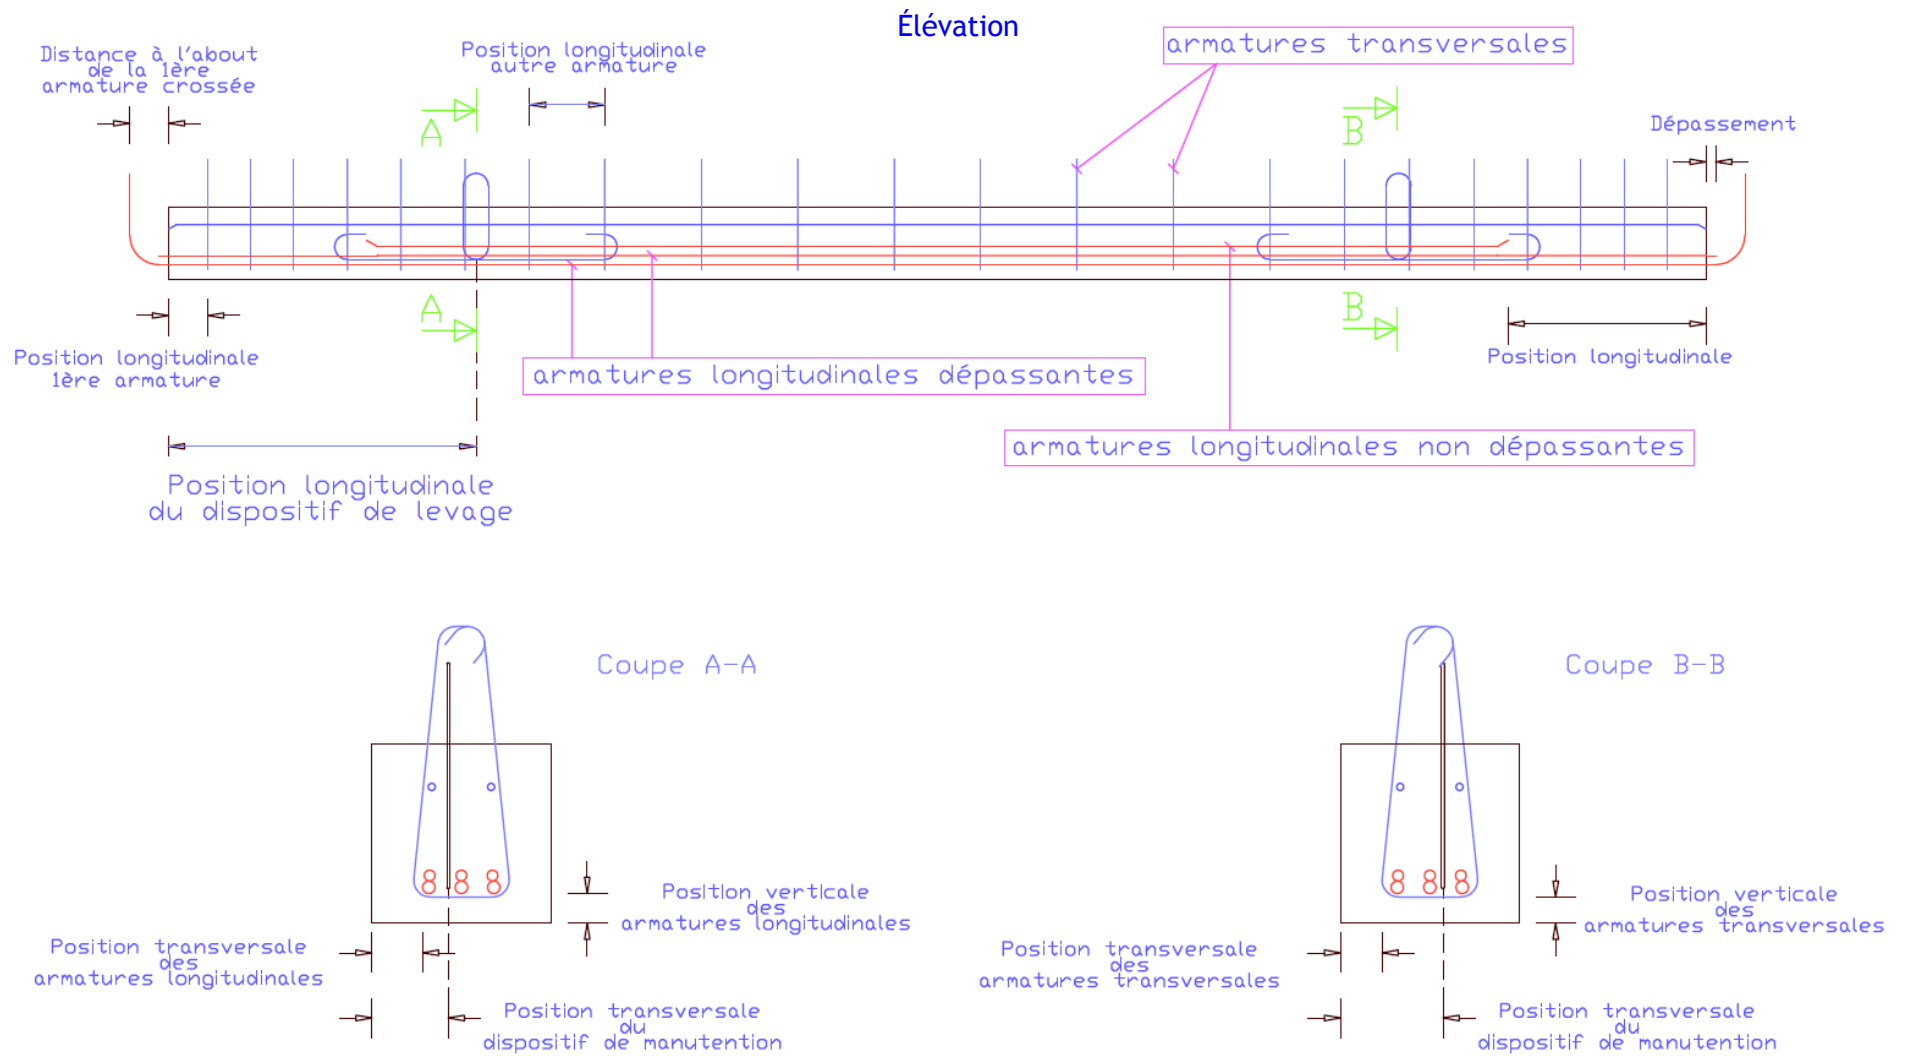 Élévation
Distance à l'about
de la 1ère
armature crossée
Position longitudinale
autre armature
armatures transversales
A
B
Dépassement
A
B
Position longitudinale
1ère armature
Position longitudinale
armatures longitudinales dépassantes
armatures longitudinales non dépassantes
Position longitudinale
du dispositif de levage
Coupe A-A
Coupe B-B
Position verticale
des
armatures longitudinales
Position transversale
des
armatures longitudinales
Position transversale
du
dispositif de manutention
Position verticale
des
armatures transversales
Position transversale
des
armatures transversales
Position transversale
du
dispositif de manutention